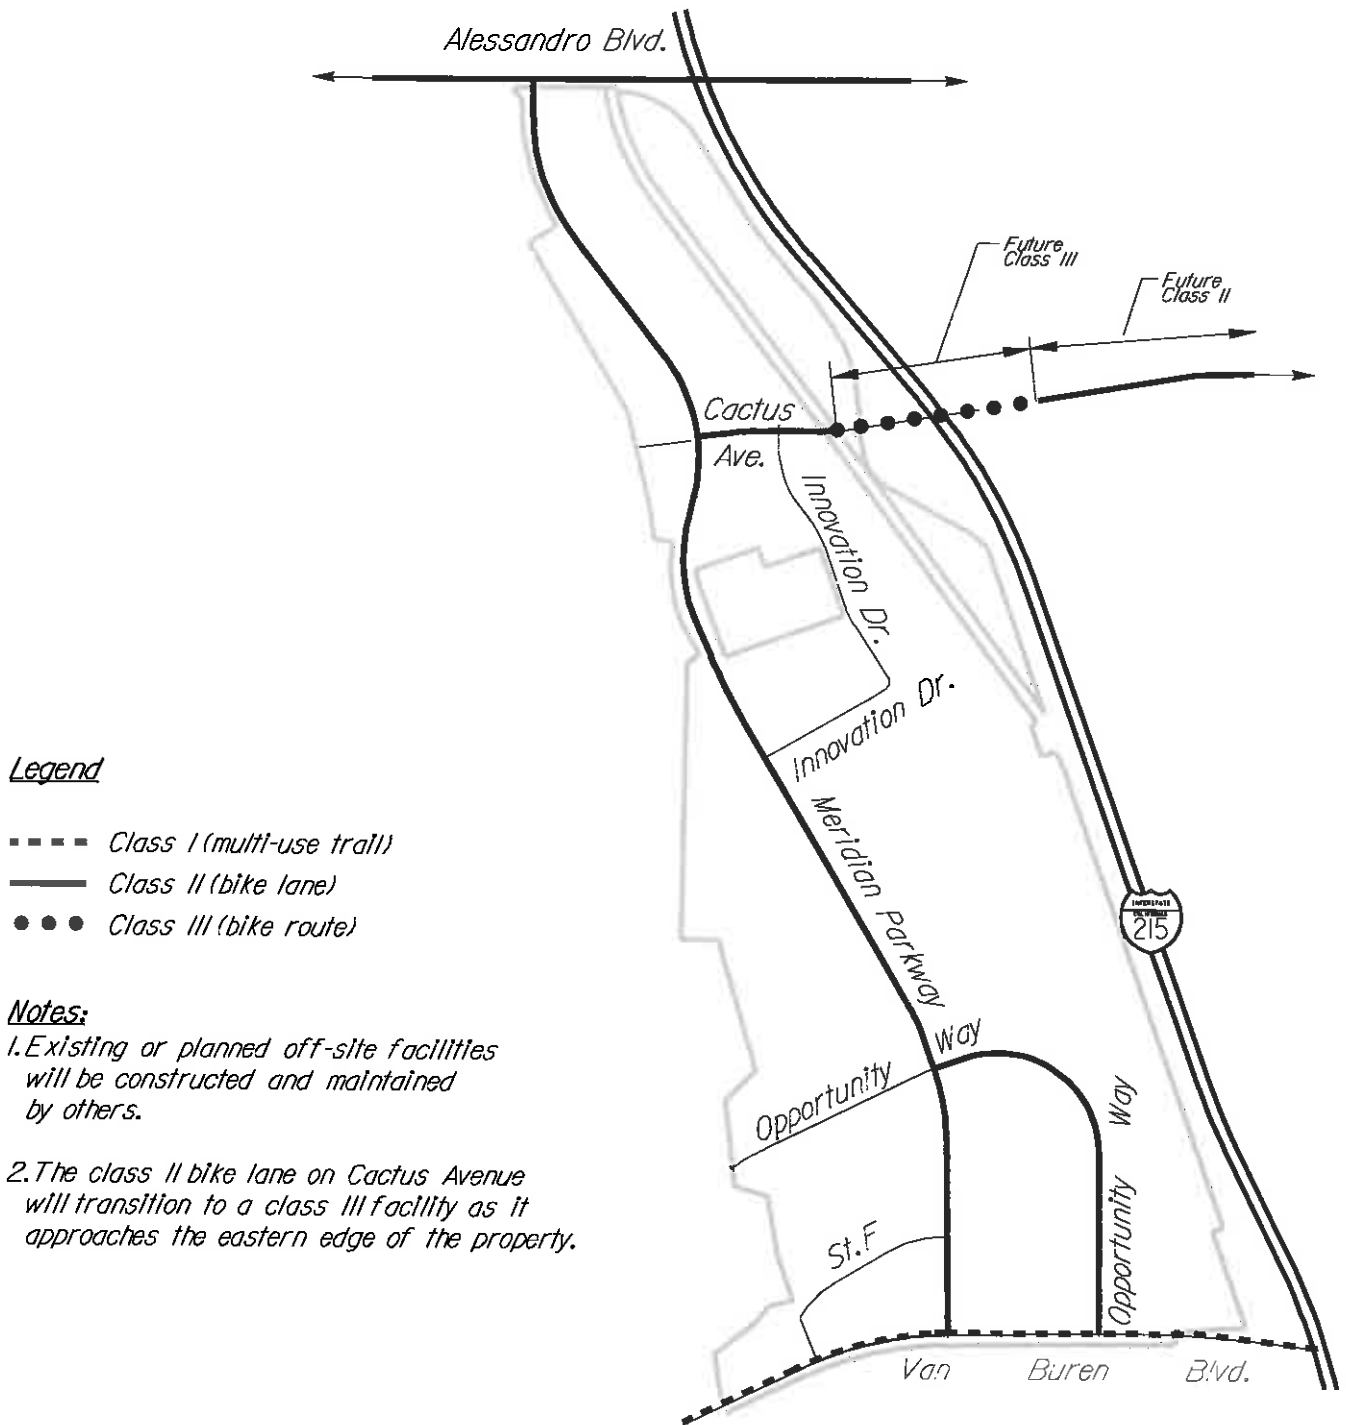 Alessandro Blvd.
Future
Class III
Future
Class II
Cactus
Ave.
Innovation Dr.
Innovation Dr.
Meridian Parkway
INTERSTATE
CALIFORNIA
215
Legend
Class I (multi-use trail)
Class II (bike lane)
Class III (bike route)
Notes:
1. Existing or planned off-site facilities
will be constructed and maintained
by others.
2. The class II bike lane on Cactus Avenue
will transition to a class III facility as it
approaches the eastern edge of the property.
Opportunity Way
Opportunity Way
St. F
Van Buren Blvd.